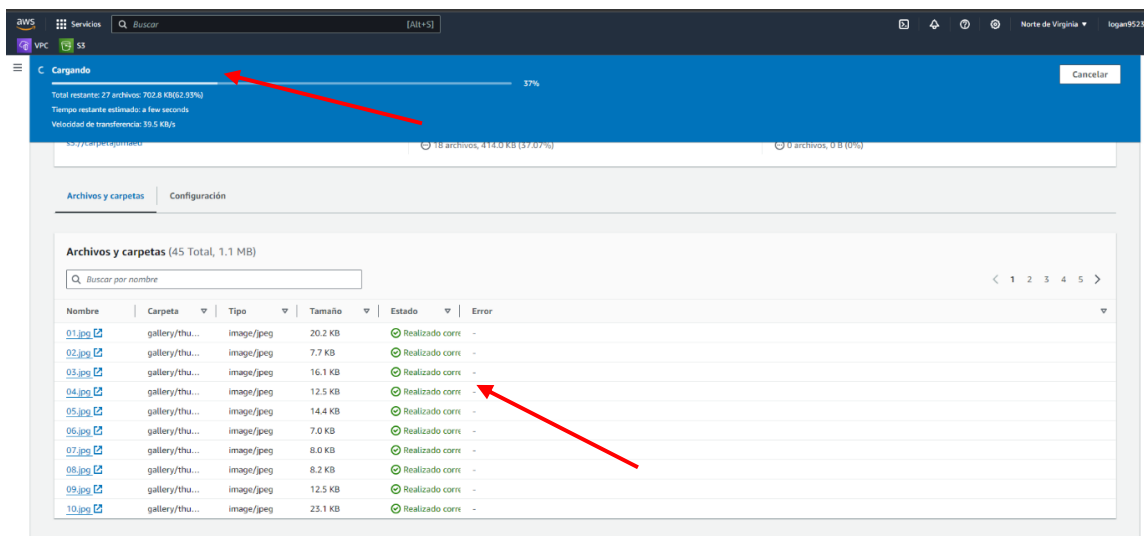 aws Servicios Buscar [Alt+S] Norte de Virginia logan9523
VPC S3
Cargando
37%
Cancelar
Total restante: 27 archivos: 702.8 KB(62.93%)
Tiempo restante estimado: a few seconds
Velocidad de transferencia: 39.5 KB/s
18 archivos, 414.0 KB (37.07%) 0 archivos, 0 B (0%)
Archivos y carpetas Configuración
Archivos y carpetas (45 Total, 1.1 MB)
Buscar por nombre
1 2 3 4 5
Nombre Carpeta Tipo Tamaño Estado Error
01.jpg gallery/thu... image/jpeg 20.2 KB Realizado corre -
02.jpg gallery/thu... image/jpeg 7.7 KB Realizado corre -
03.jpg gallery/thu... image/jpeg 16.1 KB Realizado corre -
04.jpg gallery/thu... image/jpeg 12.5 KB Realizado corre -
05.jpg gallery/thu... image/jpeg 14.4 KB Realizado corre -
06.jpg gallery/thu... image/jpeg 7.0 KB Realizado corre -
07.jpg gallery/thu... image/jpeg 8.0 KB Realizado corre -
08.jpg gallery/thu... image/jpeg 8.2 KB Realizado corre -
09.jpg gallery/thu... image/jpeg 12.5 KB Realizado corre -
10.jpg gallery/thu... image/jpeg 23.1 KB Realizado corre -